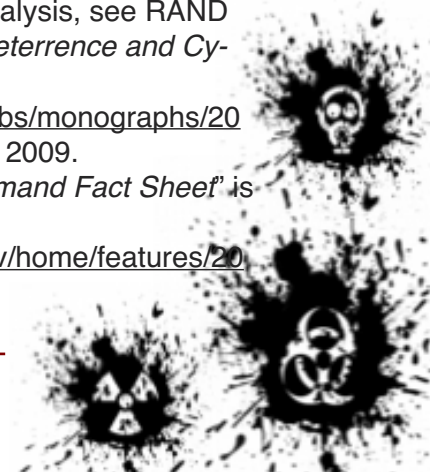 alysis, see RAND
eterrence and Cy-
bs/monographs/20
2009.
mand Fact Sheet” is
v/home/features/20